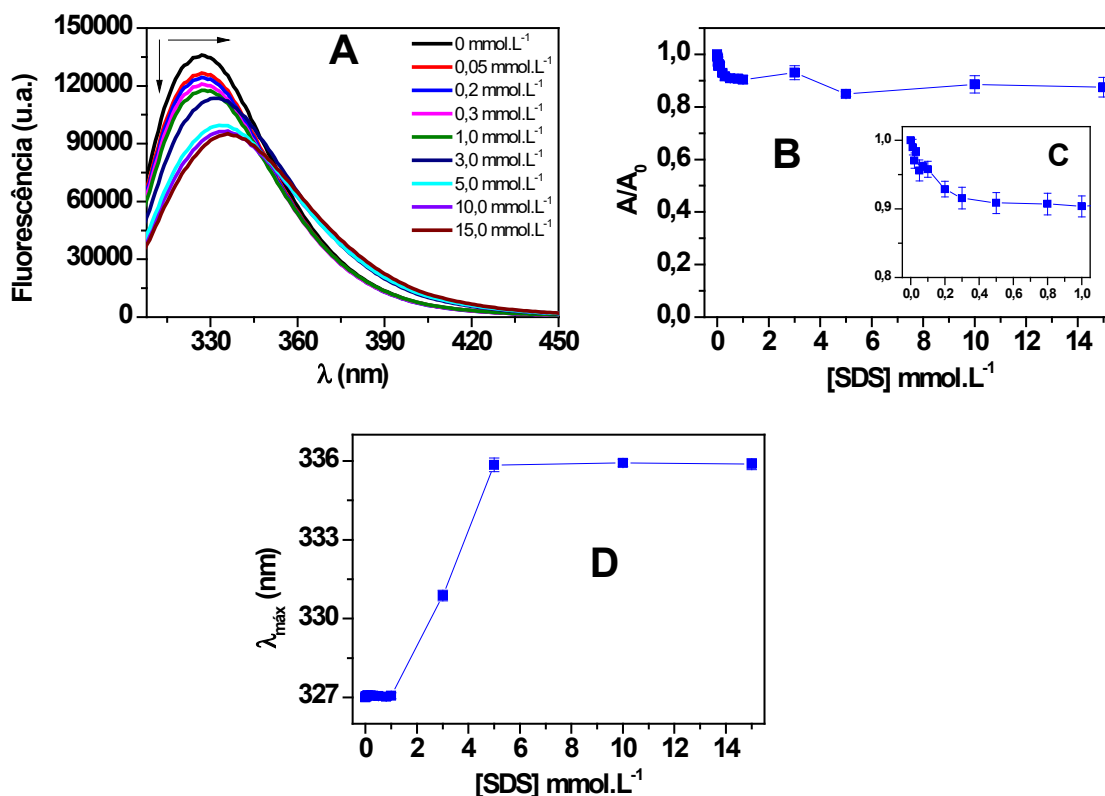 A
150000
120000
90000
60000
30000
0
Fluorescência (u.a.)
330 360 390 420 450
λ (nm)
0 mmol.L⁻¹
0,05 mmol.L⁻¹
0,2 mmol.L⁻¹
0,3 mmol.L⁻¹
1,0 mmol.L⁻¹
3,0 mmol.L⁻¹
5,0 mmol.L⁻¹
10,0 mmol.L⁻¹
15,0 mmol.L⁻¹
B
1,0
0,8
0,6
0,4
0,2
0,0
A/A₀
0 2 4 6 8 10 12 14
[SDS] mmol.L⁻¹
C
1,0
0,9
0,8
0,0 0,2 0,4 0,6 0,8 1,0
D
336
333
330
327
λmáx (nm)
0 2 4 6 8 10 12 14
[SDS] mmol.L⁻¹